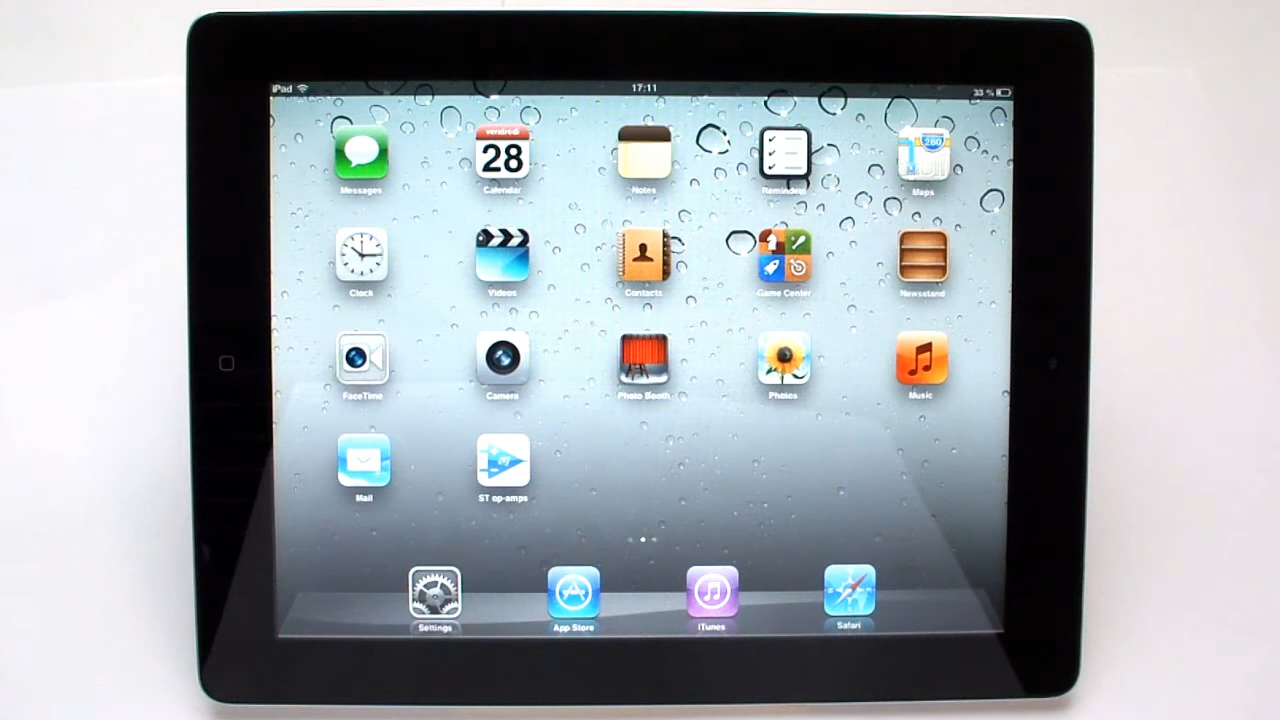 iPad 17:11 33 %
vendredi
28
280
Messages Calendar Notes Reminders Maps
Clock Videos Contacts Game Center Newsstand
FaceTime Camera Photo Booth Photos Music
Mail ST op-amps
Settings App Store iTunes Safari